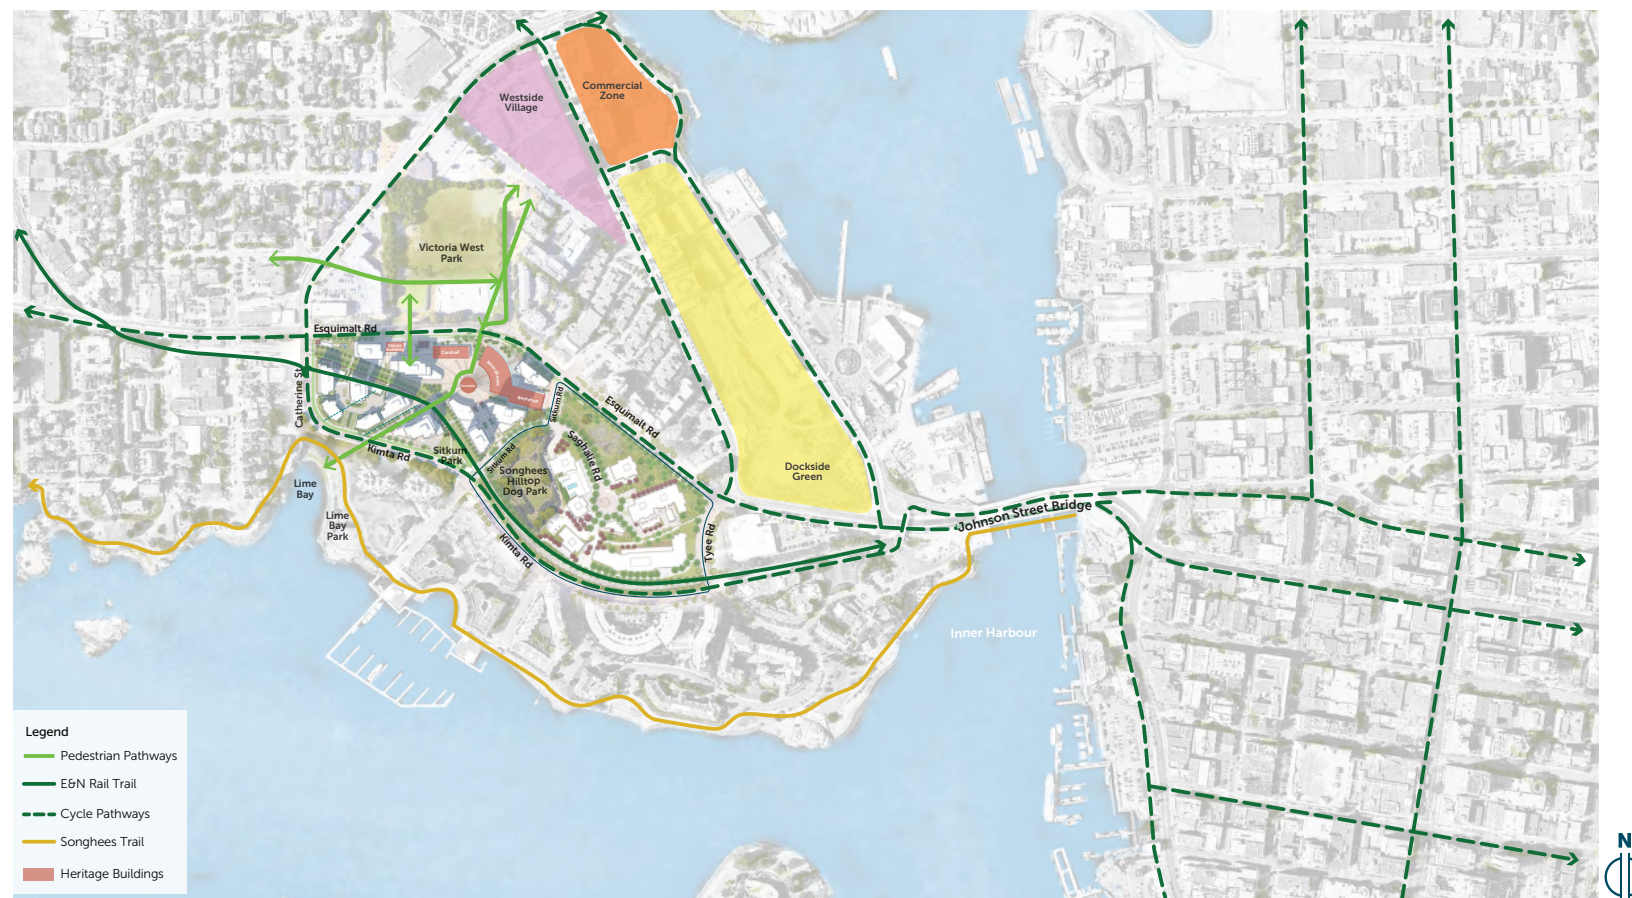 Commercial
Zone
Westside
Village
Victoria West
Park
Esquimalt Rd
Carshop
Backshop
Catherine St
Sitkum Rd
Esquimalt Rd
Saghalie Rd
Kimta Rd
Sitkum
Park
Sitkum Rd
Songhees
Hilltop
Dog Park
Dockside
Green
Lime
Bay
Lime
Bay
Park
Kimta Rd
Tyee Rd
Johnson Street Bridge
Inner Harbour
Legend
Pedestrian Pathways
E&N Rail Trail
Cycle Pathways
Songhees Trail
Heritage Buildings
N